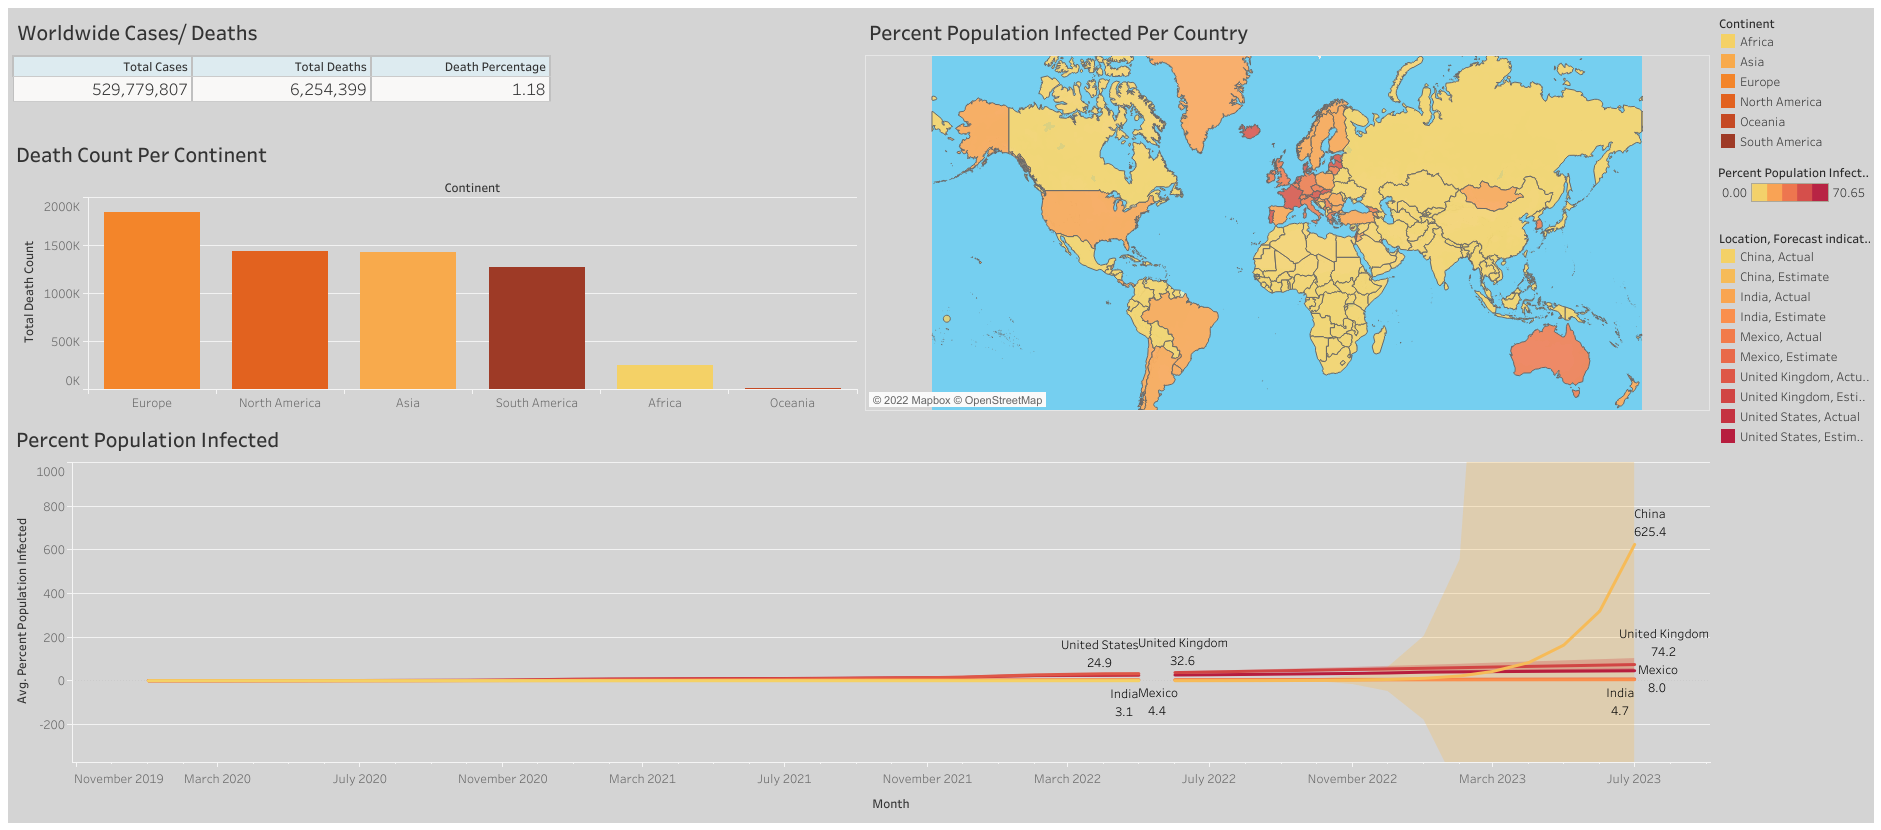 Worldwide Cases/ Deaths
Total Cases Total Deaths Death Percentage
529,779,807 6,254,399 1.18
Death Count Per Continent
Continent
Total Death Count
2000K
1500K
1000K
500K
0K
Europe North America Asia South America Africa Oceania
Percent Population Infected Per Country
© 2022 Mapbox © OpenStreetMap
Continent
Africa
Asia
Europe
North America
Oceania
South America
Percent Population Infect..
0.00 70.65
Location, Forecast indicat..
China, Actual
China, Estimate
India, Actual
India, Estimate
Mexico, Actual
Mexico, Estimate
United Kingdom, Actu..
United Kingdom, Esti..
United States, Actual
United States, Estim..
Percent Population Infected
Avg. Percent Population Infected
1000
800
600
400
200
0
-200
United States
24.9
United Kingdom
32.6
India
3.1
Mexico
4.4
China
625.4
United Kingdom
74.2
Mexico
8.0
India
4.7
November 2019 March 2020 July 2020 November 2020 March 2021 July 2021 November 2021 March 2022 July 2022 November 2022 March 2023 July 2023
Month